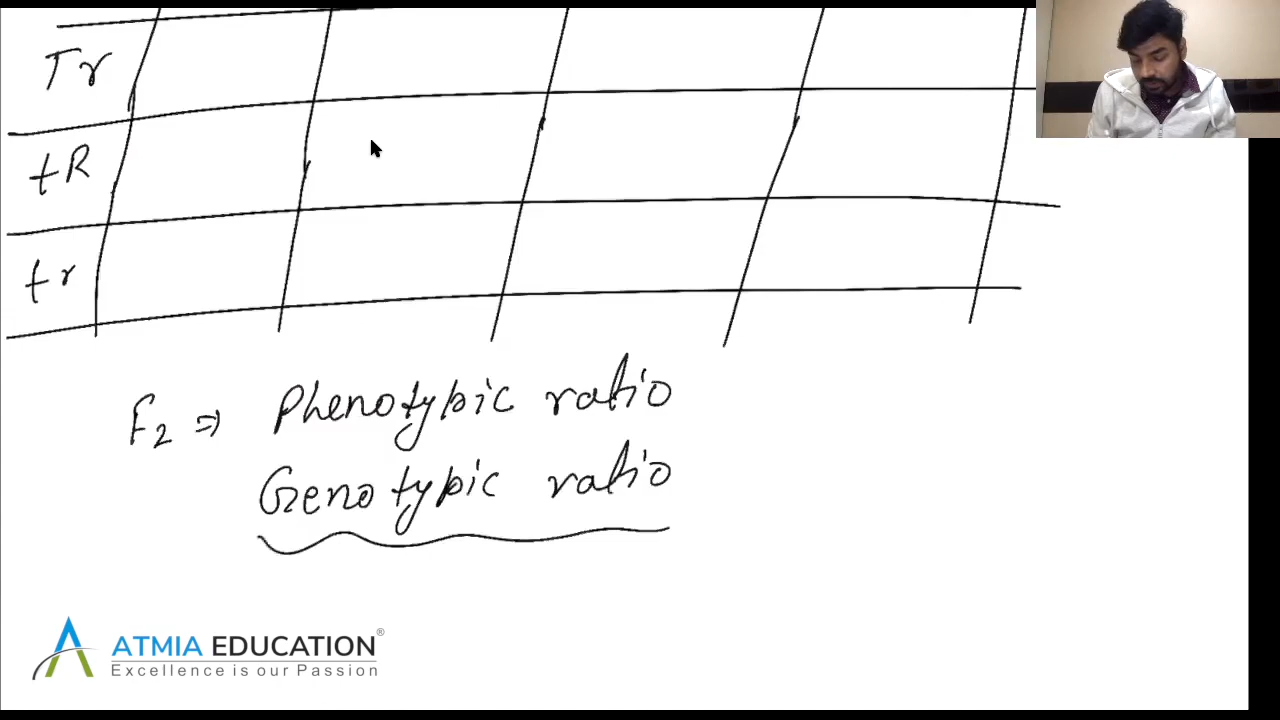 Tr
tR
tr
F2 ⇒ Phenotypic ratio
Genotypic ratio
ATMIA EDUCATION®
Excellence is our Passion